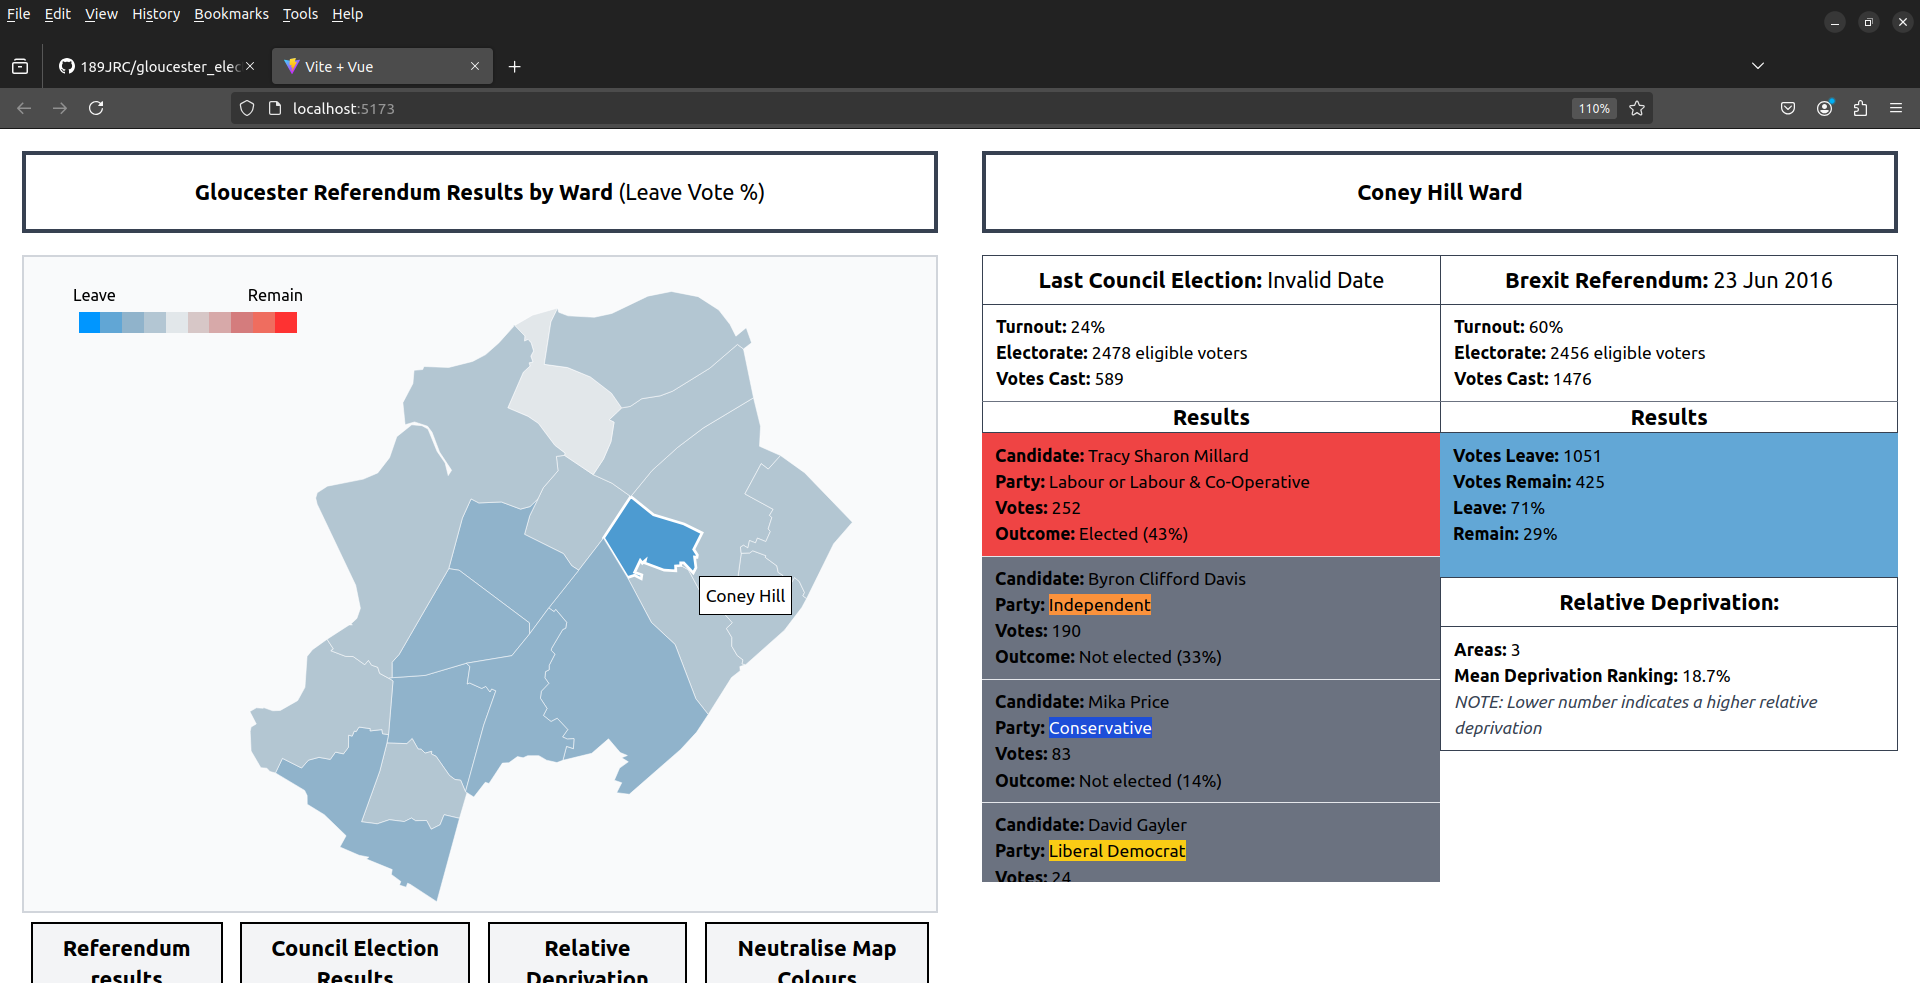 File Edit View History Bookmarks Tools Help
189JRC/gloucester_elec
Vite + Vue
localhost:5173
110%
Gloucester Referendum Results by Ward (Leave Vote %)
Leave Remain
Coney Hill
Referendum results
Council Election Results
Relative Deprivation
Neutralise Map Colours
Coney Hill Ward
Last Council Election: Invalid Date
Turnout: 24%
Electorate: 2478 eligible voters
Votes Cast: 589
Results
Candidate: Tracy Sharon Millard
Party: Labour or Labour & Co-Operative
Votes: 252
Outcome: Elected (43%)
Candidate: Byron Clifford Davis
Party: Independent
Votes: 190
Outcome: Not elected (33%)
Candidate: Mika Price
Party: Conservative
Votes: 83
Outcome: Not elected (14%)
Candidate: David Gayler
Party: Liberal Democrat
Votes: 24
Brexit Referendum: 23 Jun 2016
Turnout: 60%
Electorate: 2456 eligible voters
Votes Cast: 1476
Results
Votes Leave: 1051
Votes Remain: 425
Leave: 71%
Remain: 29%
Relative Deprivation:
Areas: 3
Mean Deprivation Ranking: 18.7%
NOTE: Lower number indicates a higher relative
deprivation